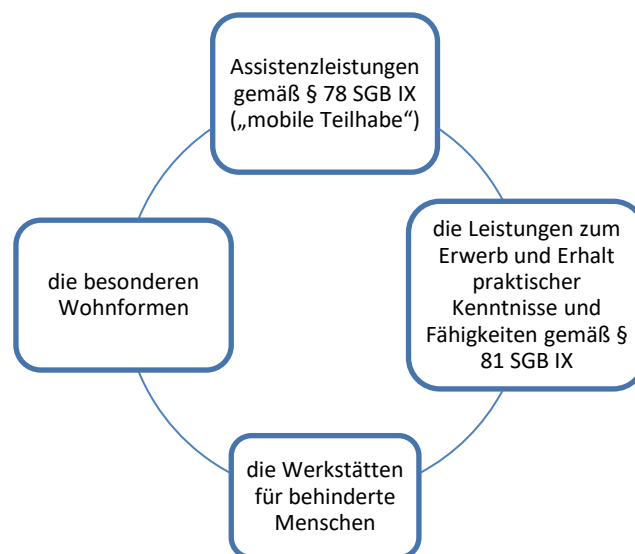 Assistenzleistungen
gemäß § 78 SGB IX
(„mobile Teilhabe“)
die Leistungen zum
Erwerb und Erhalt
praktischer
Kenntnisse und
Fähigkeiten gemäß §
81 SGB IX
die Werkstätten
für behinderte
Menschen
die besonderen
Wohnformen